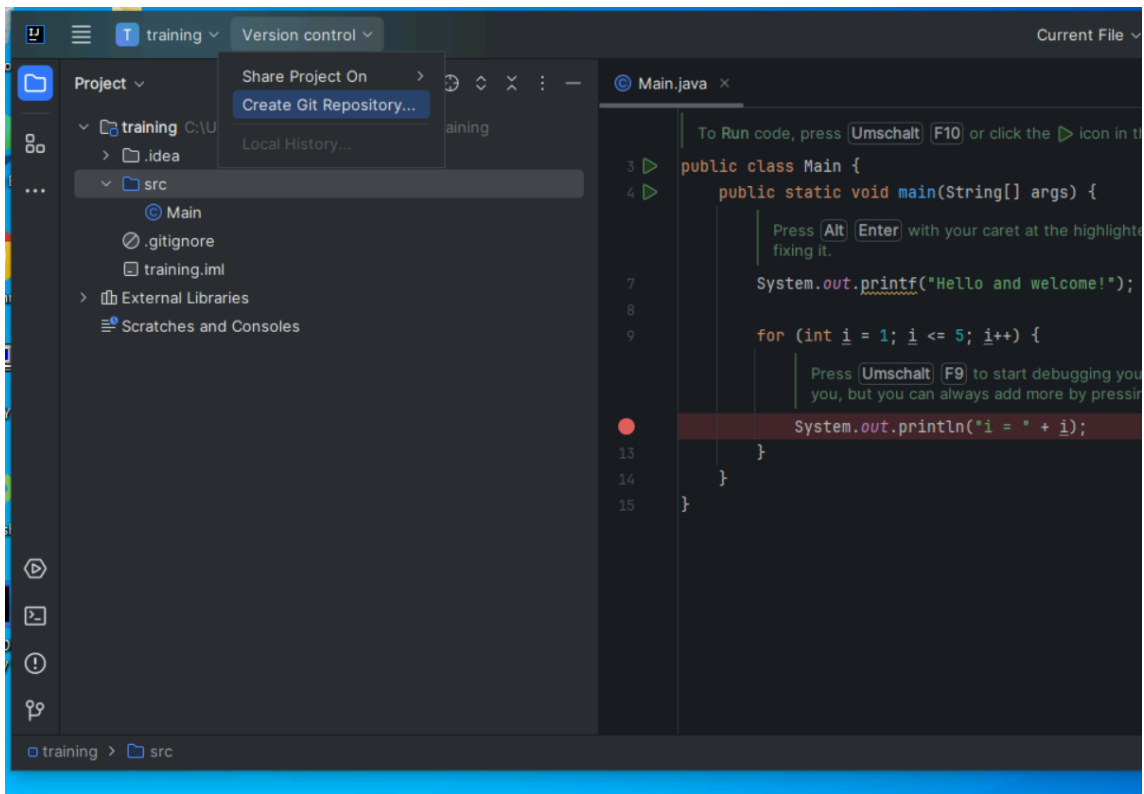 IJ T training Version control Current File
Project
Share Project On
Create Git Repository...
Local History...
Main.java
training C:\U aining
.idea
src
Main
.gitignore
training.iml
External Libraries
Scratches and Consoles
To Run code, press Umschalt F10 or click the icon in th
3 public class Main {
4 public static void main(String[] args) {
Press Alt Enter with your caret at the highlighte
fixing it.
7 System.out.printf("Hello and welcome!");
8
9 for (int i = 1; i <= 5; i++) {
Press Umschalt F9 to start debugging you
you, but you can always add more by pressin
System.out.println("i = " + i);
13 }
14 }
15 }
training > src